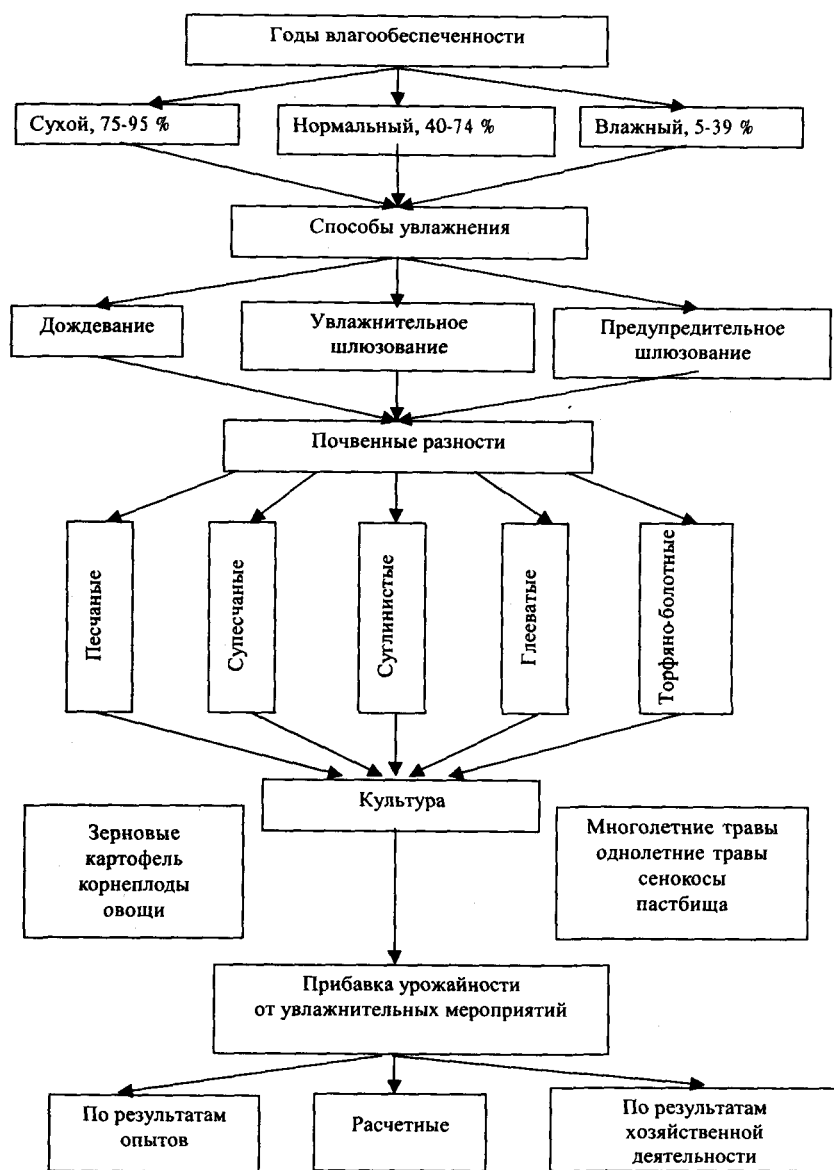 Годы влагообеспеченности
Сухой, 75-95 %
Нормальный, 40-74 %
Влажный, 5-39 %
Способы увлажнения
Дождевание
Увлажнительное
шлюзование
Предупредительное
шлюзование
Почвенные разности
Песчаные
Супесчаные
Суглинистые
Глееватые
Торфяно-болотные
Культура
Зерновые
картофель
корнеплоды
овощи
Многолетние травы
однолетние травы
сенокосы
пастбища
Прибавка урожайности
от увлажнительных мероприятий
По результатам
опытов
Расчетные
По результатам
хозяйственной
деятельности